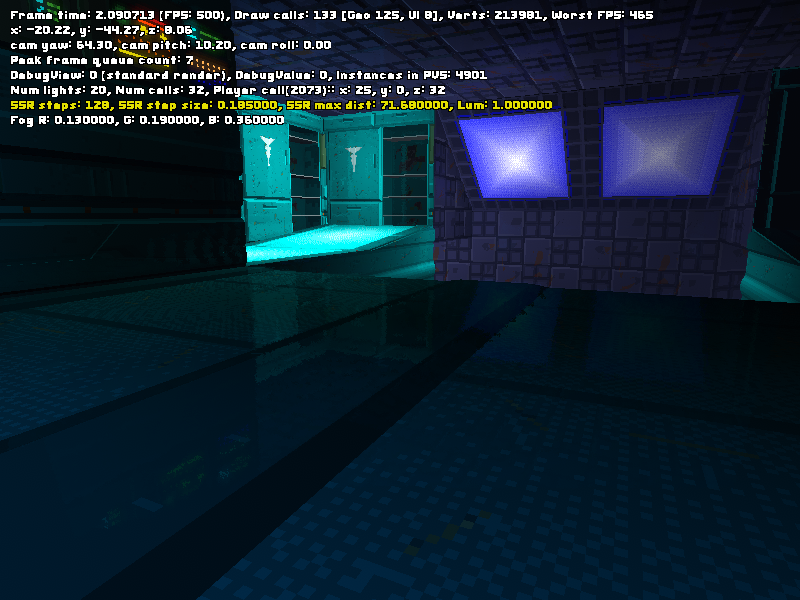 Frame time: 2.090713 (FPS: 500), Draw calls: 133 [Geo 125, UI 8], Verts: 213981, Worst FPS: 465
x: -20.22, y: -44.27, z: 8.06
cam yaw: 64.30, cam pitch: 10.20, cam roll: 0.00
Peak frame queue count: 7
DebugView: 0 (standard render), DebugValue: 0, Instances in PVS: 4901
Num lights: 20, Num cells: 32, Player cell(2073):: x: 25, y: 0, z: 32
SSR steps: 128, SSR step size: 0.185000, SSR max dist: 71.680000, Lum: 1.000000
Fog R: 0.130000, G: 0.190000, B: 0.360000